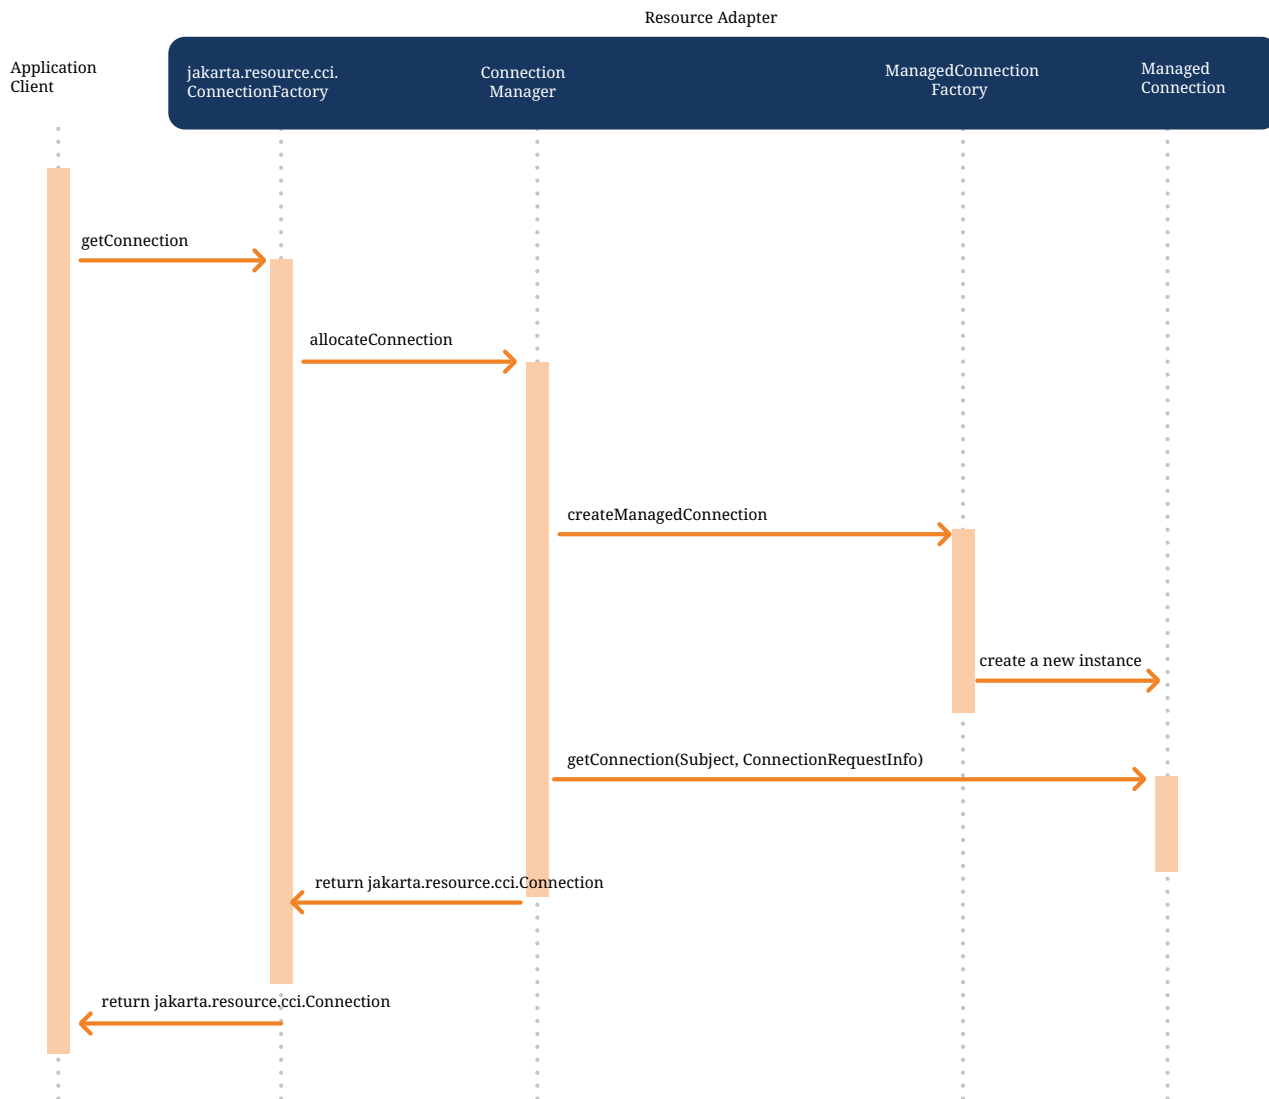 Resource Adapter
Application
Client
jakarta.resource.cci.
ConnectionFactory
Connection
Manager
ManagedConnection
Factory
Managed
Connection
getConnection
allocateConnection
createManagedConnection
create a new instance
getConnection(Subject, ConnectionRequestInfo)
return jakarta.resource.cci.Connection
return jakarta.resource.cci.Connection